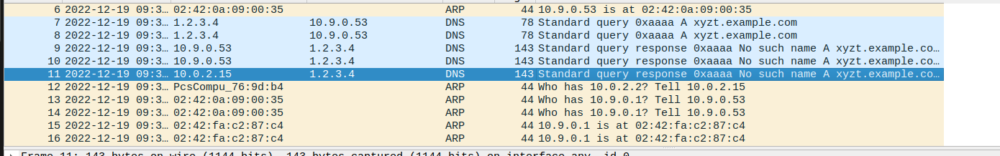 6 2022-12-19 09:3… 02:42:0a:09:00:35 ARP 44 10.9.0.53 is at 02:42:0a:09:00:35
7 2022-12-19 09:3… 1.2.3.4 10.9.0.53 DNS 78 Standard query 0xaaaa A xyzt.example.com
8 2022-12-19 09:3… 1.2.3.4 10.9.0.53 DNS 78 Standard query 0xaaaa A xyzt.example.com
9 2022-12-19 09:3… 10.9.0.53 1.2.3.4 DNS 143 Standard query response 0xaaaa No such name A xyzt.example.co…
10 2022-12-19 09:3… 10.9.0.53 1.2.3.4 DNS 143 Standard query response 0xaaaa No such name A xyzt.example.co…
11 2022-12-19 09:3… 10.0.2.15 1.2.3.4 DNS 143 Standard query response 0xaaaa No such name A xyzt.example.co…
12 2022-12-19 09:3… PcsCompu_76:9d:b4 ARP 44 Who has 10.0.2.2? Tell 10.0.2.15
13 2022-12-19 09:3… 02:42:0a:09:00:35 ARP 44 Who has 10.9.0.1? Tell 10.9.0.53
14 2022-12-19 09:3… 02:42:0a:09:00:35 ARP 44 Who has 10.9.0.1? Tell 10.9.0.53
15 2022-12-19 09:3… 02:42:fa:c2:87:c4 ARP 44 10.9.0.1 is at 02:42:fa:c2:87:c4
16 2022-12-19 09:3… 02:42:fa:c2:87:c4 ARP 44 10.9.0.1 is at 02:42:fa:c2:87:c4
Frame 11: 143 bytes on wire (1144 bits), 143 bytes captured (1144 bits) on interface any, id 0